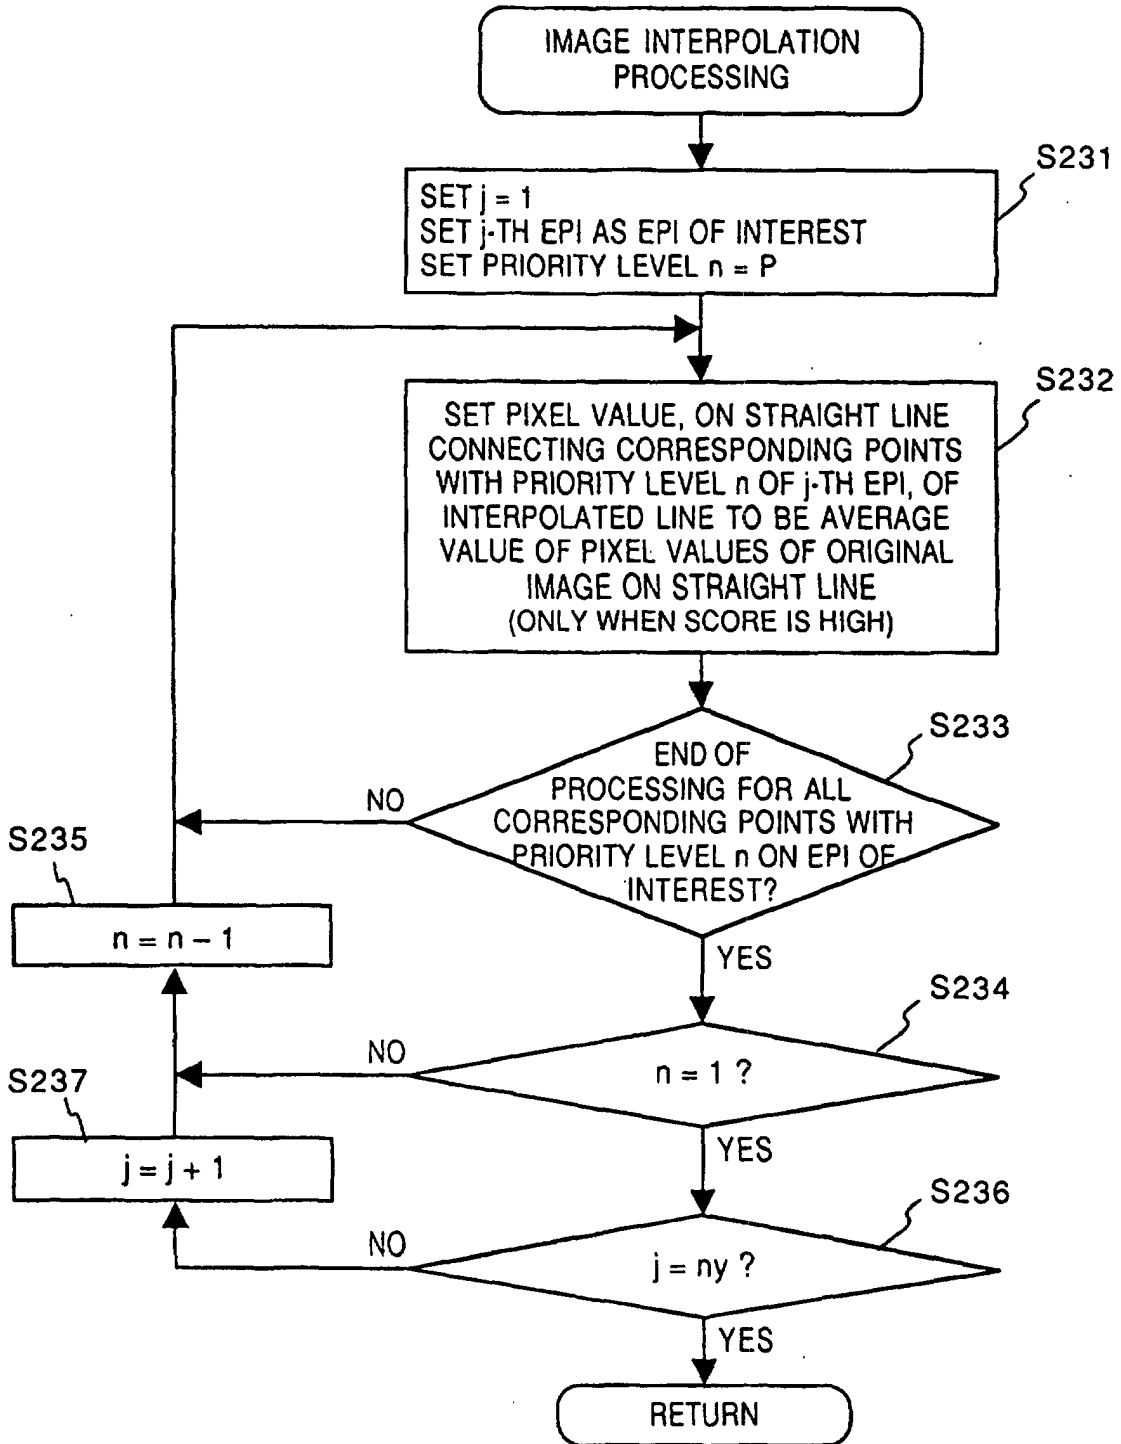 IMAGE INTERPOLATION
PROCESSING
S231
SET j = 1
SET j-TH EPI AS EPI OF INTEREST
SET PRIORITY LEVEL n = P
S232
SET PIXEL VALUE, ON STRAIGHT LINE
CONNECTING CORRESPONDING POINTS
WITH PRIORITY LEVEL n OF j-TH EPI, OF
INTERPOLATED LINE TO BE AVERAGE
VALUE OF PIXEL VALUES OF ORIGINAL
IMAGE ON STRAIGHT LINE
(ONLY WHEN SCORE IS HIGH)
S233
END OF
PROCESSING FOR ALL
CORRESPONDING POINTS WITH
PRIORITY LEVEL n ON EPI OF
INTEREST?
NO
YES
S235
n = n − 1
S234
n = 1 ?
NO
YES
S237
j = j + 1
S236
j = ny ?
NO
YES
RETURN